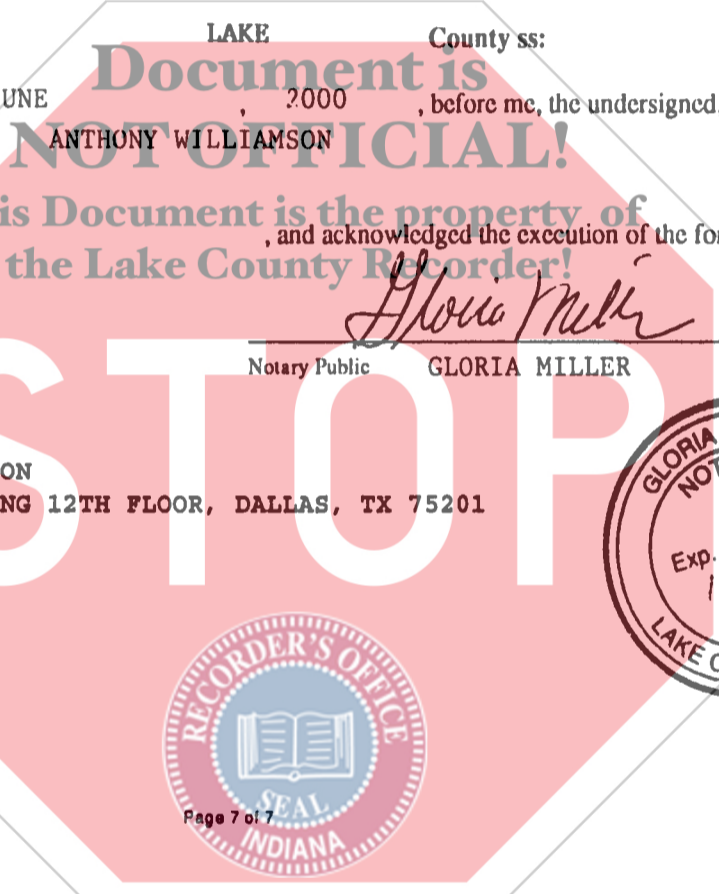 LAKE County ss:
Document is
UNE , 2000 , before me, the undersigned
NOT OFFICIAL!
ANTHONY WILLIAMSON
is Document is the property of
, and acknowledged the execution of the for
the Lake County Recorder!
Gloria Miller
Notary Public GLORIA MILLER
STOP
ON
NG 12TH FLOOR, DALLAS, TX 75201
GLORIA
NOT
Exp.
LAKE C
RECORDER'S OFFICE
SEAL
INDIANA
Page 7 of 7